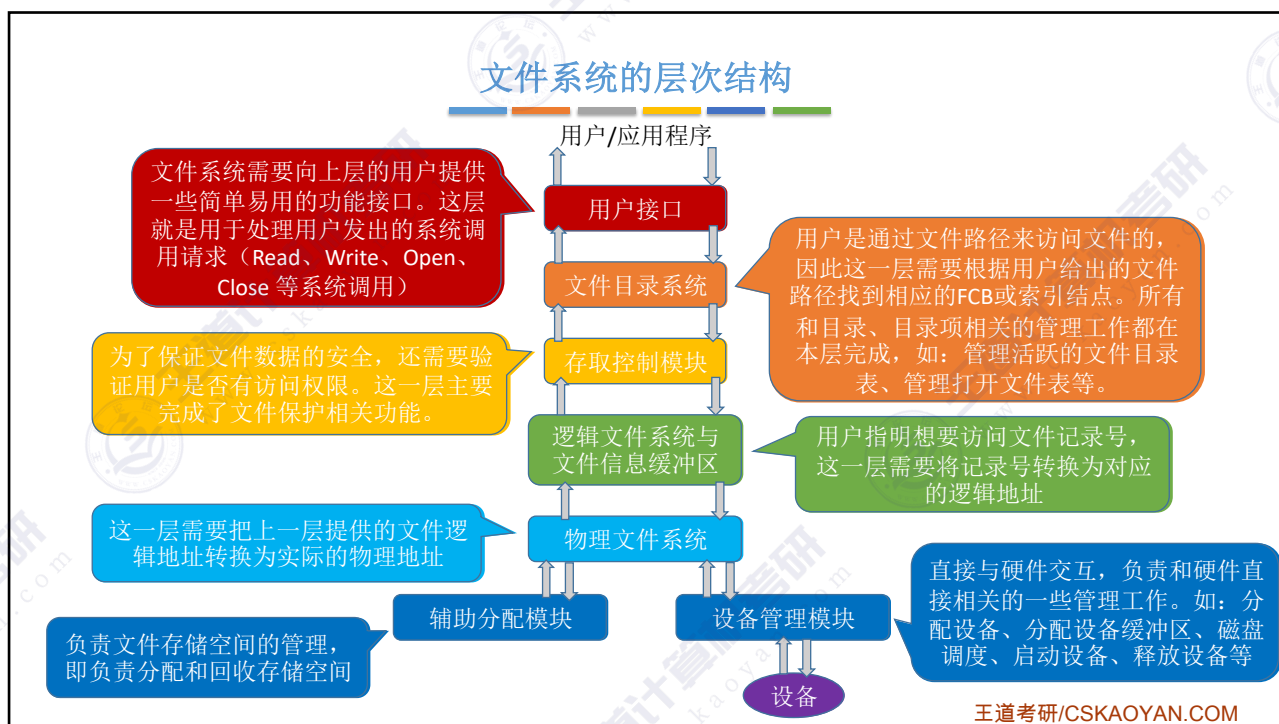 文件系统的层次结构
用户/应用程序
文件系统需要向上层的用户提供
一些简单易用的功能接口。这层
就是用于处理用户发出的系统调
用请求（Read、Write、Open、
Close 等系统调用）
用户接口
用户是通过文件路径来访问文件的，
因此这一层需要根据用户给出的文件
路径找到相应的FCB或索引结点。所有
和目录、目录项相关的管理工作都在
本层完成，如：管理活跃的文件目录
表、管理打开文件表等。
文件目录系统
为了保证文件数据的安全，还需要验
证用户是否有访问权限。这一层主要
完成了文件保护相关功能。
存取控制模块
逻辑文件系统与
文件信息缓冲区
用户指明想要访问文件记录号，
这一层需要将记录号转换为对应
的逻辑地址
这一层需要把上一层提供的文件逻
辑地址转换为实际的物理地址
物理文件系统
直接与硬件交互，负责和硬件直
接相关的一些管理工作。如：分
配设备、分配设备缓冲区、磁盘
调度、启动设备、释放设备等
辅助分配模块
设备管理模块
负责文件存储空间的管理，
即负责分配和回收存储空间
设备
王道考研/CSKAOYAN.COM